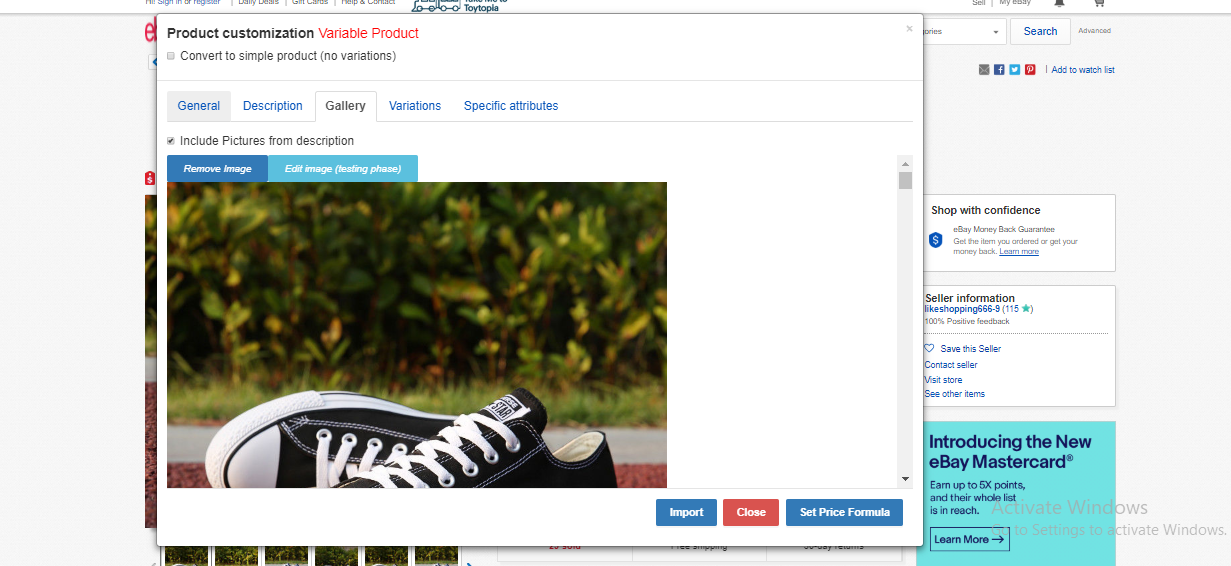 Hi! Sign in or register | Daily Deals | Gift Cards | Help & Contact
Toytopia
Sell | My eBay
Product customization Variable Product
×
Convert to simple product (no variations)
Search
Advanced
| Add to watch list
General
Description
Gallery
Variations
Specific attributes
Include Pictures from description
Remove Image
Edit image (testing phase)
STAR
Shop with confidence
eBay Money Back Guarantee
Get the item you ordered or get your
money back. Learn more
Seller information
likeshopping666-9 (115 ★)
100% Positive feedback
Save this Seller
Contact seller
Visit store
See other items
Introducing the New
eBay Mastercard®
Earn up to 5X points,
and their whole list
is in reach.
Learn More →
Activate Windows
Go to Settings to activate Windows.
Import
Close
Set Price Formula
Free shipping